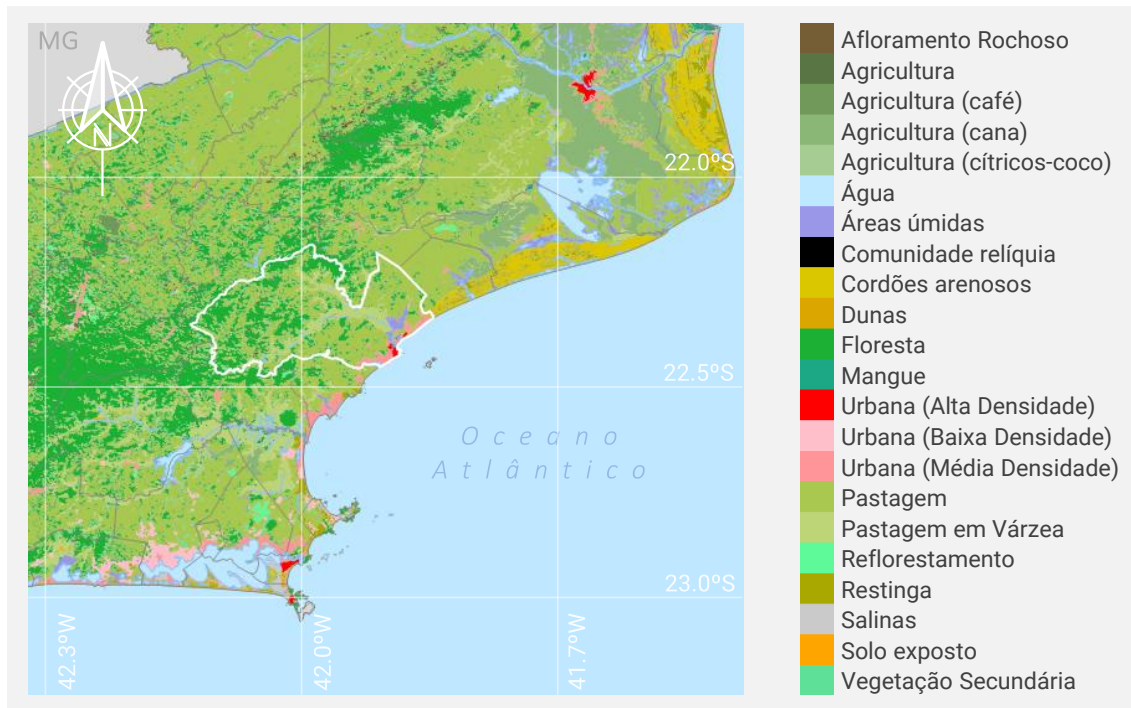 MG
N
22.0ºS
22.5ºS
Oceano
Atlântico
23.0ºS
42.3ºW
42.0ºW
41.7ºW
Afloramento Rochoso
Agricultura
Agricultura (café)
Agricultura (cana)
Agricultura (cítricos-coco)
Água
Áreas úmidas
Comunidade relíquia
Cordões arenosos
Dunas
Floresta
Mangue
Urbana (Alta Densidade)
Urbana (Baixa Densidade)
Urbana (Média Densidade)
Pastagem
Pastagem em Várzea
Reflorestamento
Restinga
Salinas
Solo exposto
Vegetação Secundária